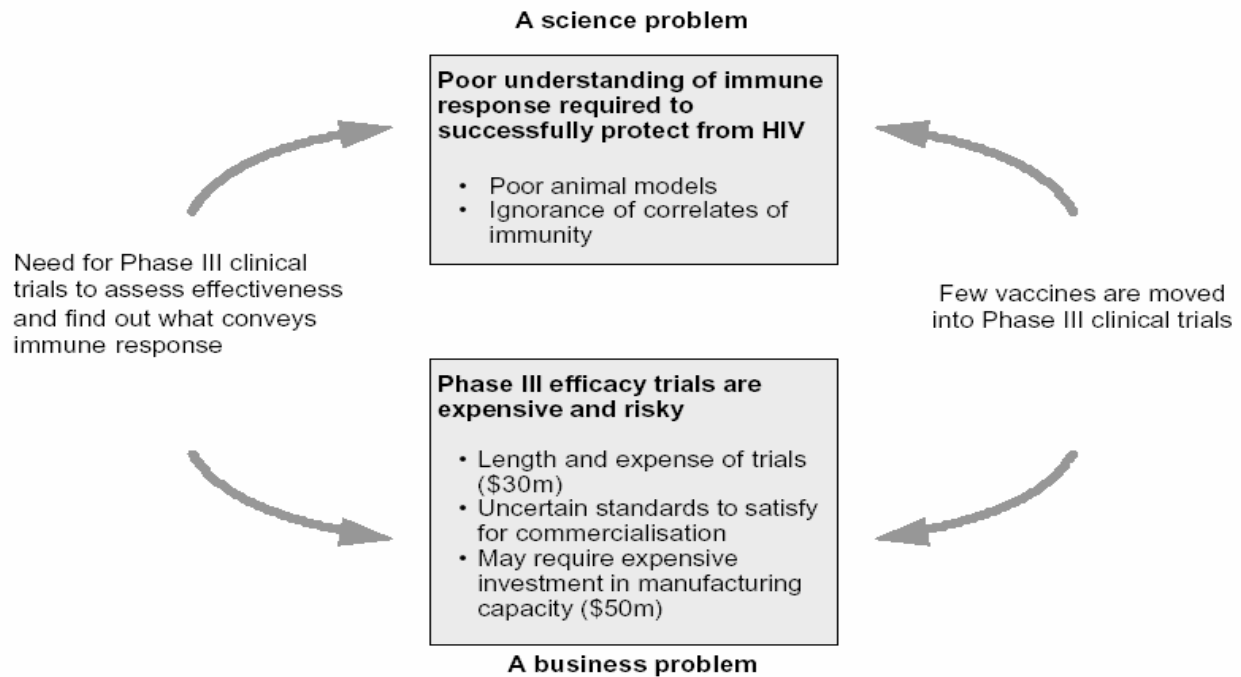 A science problem
Poor understanding of immune
response required to
successfully protect from HIV
• Poor animal models
• Ignorance of correlates of
immunity
Need for Phase III clinical
trials to assess effectiveness
and find out what conveys
immune response
Few vaccines are moved
into Phase III clinical trials
Phase III efficacy trials are
expensive and risky
• Length and expense of trials
($30m)
• Uncertain standards to satisfy
for commercialisation
• May require expensive
investment in manufacturing
capacity ($50m)
A business problem